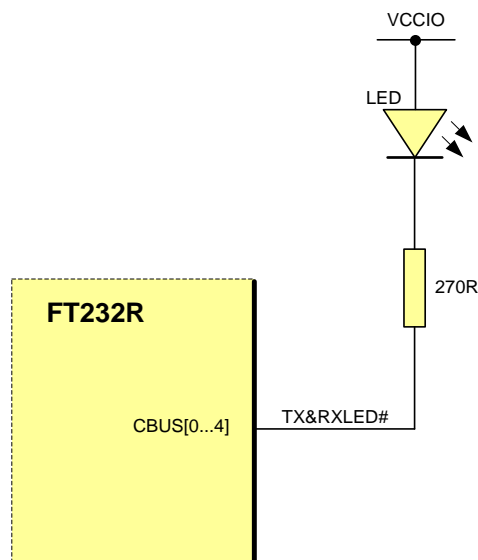 VCCIO
LED
270R
FT232R
CBUS[0...4]
TX&RXLED#